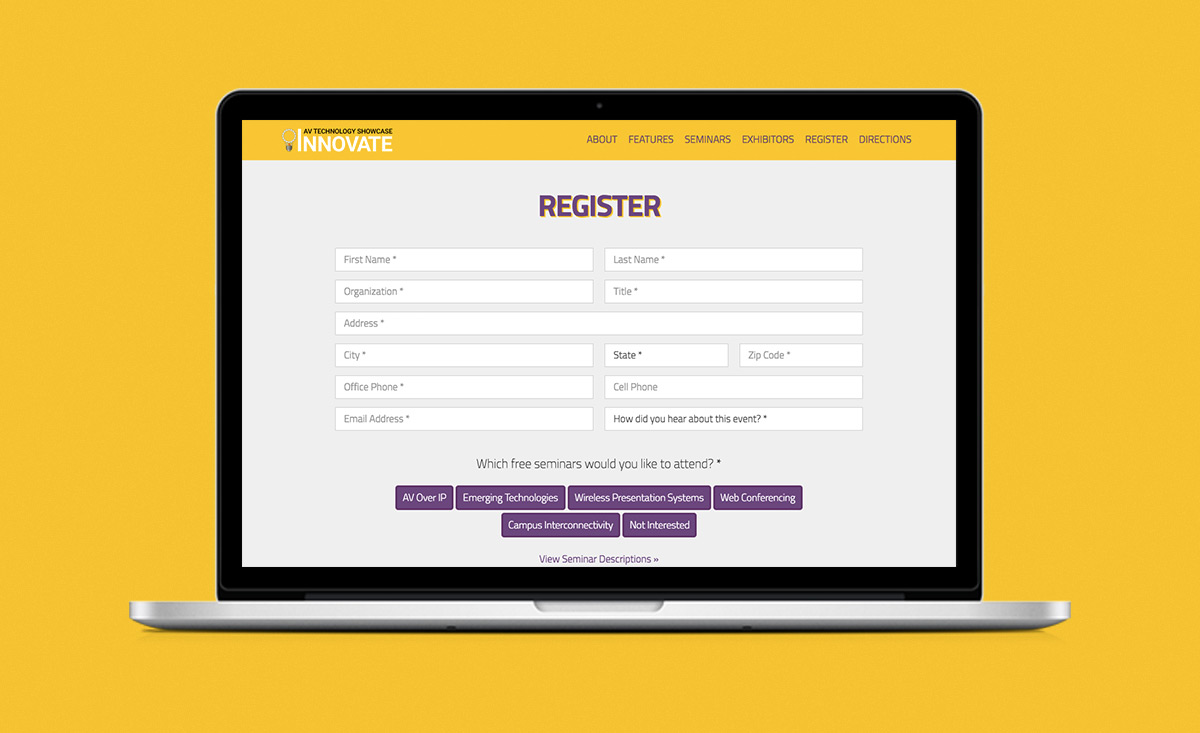 AV TECHNOLOGY SHOWCASE
INNOVATE
ABOUT FEATURES SEMINARS EXHIBITORS REGISTER DIRECTIONS
REGISTER
First Name * Last Name *
Organization * Title *
Address *
City * State * Zip Code *
Office Phone * Cell Phone
Email Address * How did you hear about this event? *
Which free seminars would you like to attend? *
AV Over IP Emerging Technologies Wireless Presentation Systems Web Conferencing
Campus Interconnectivity Not Interested
View Seminar Descriptions »